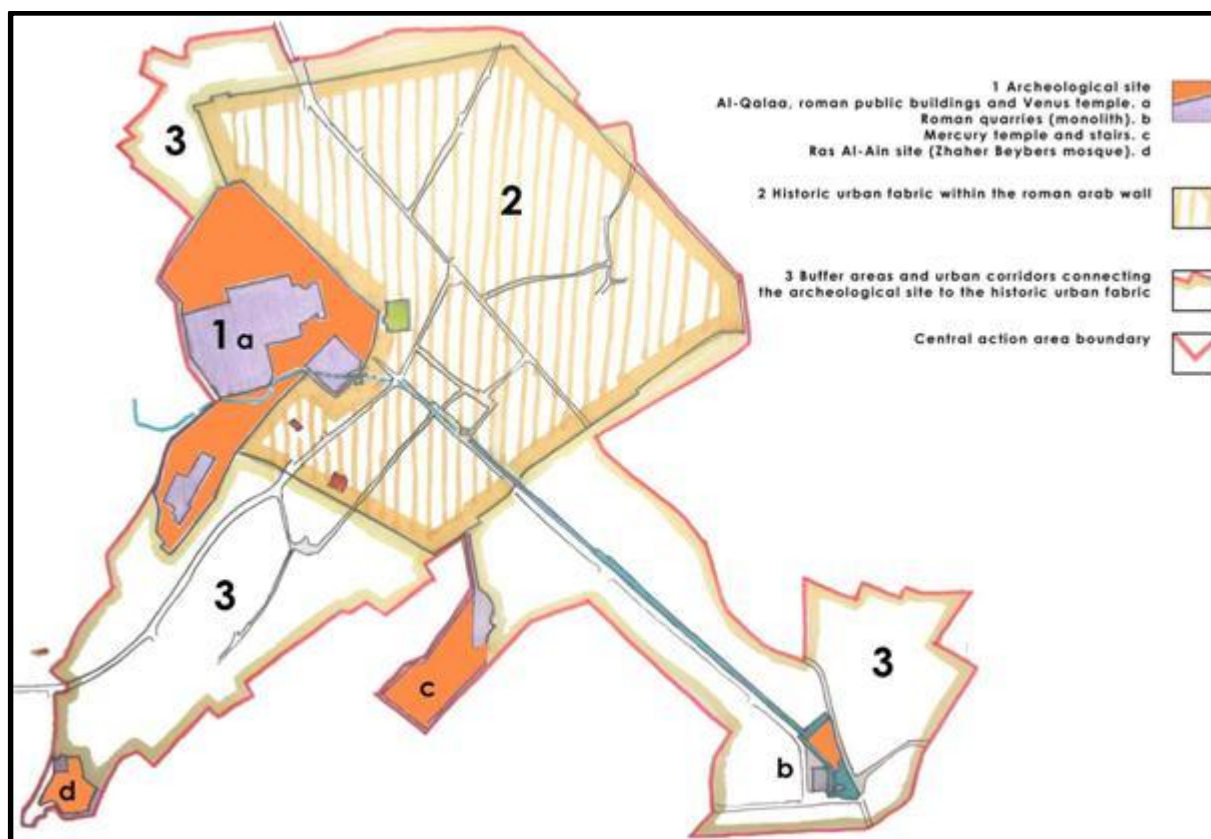 1 Archeological site
Al-Qalaa, roman public buildings and Venus temple. a
Roman quarries (monolith). b
Mercury temple and stairs. c
Ras Al-Ain site (Zhaher Beybers mosque). d
2 Historic urban fabric within the roman arab wall
3 Buffer areas and urban corridors connecting
the archeological site to the historic urban fabric
Central action area boundary
3
2
1 a
3
3
c
b
d